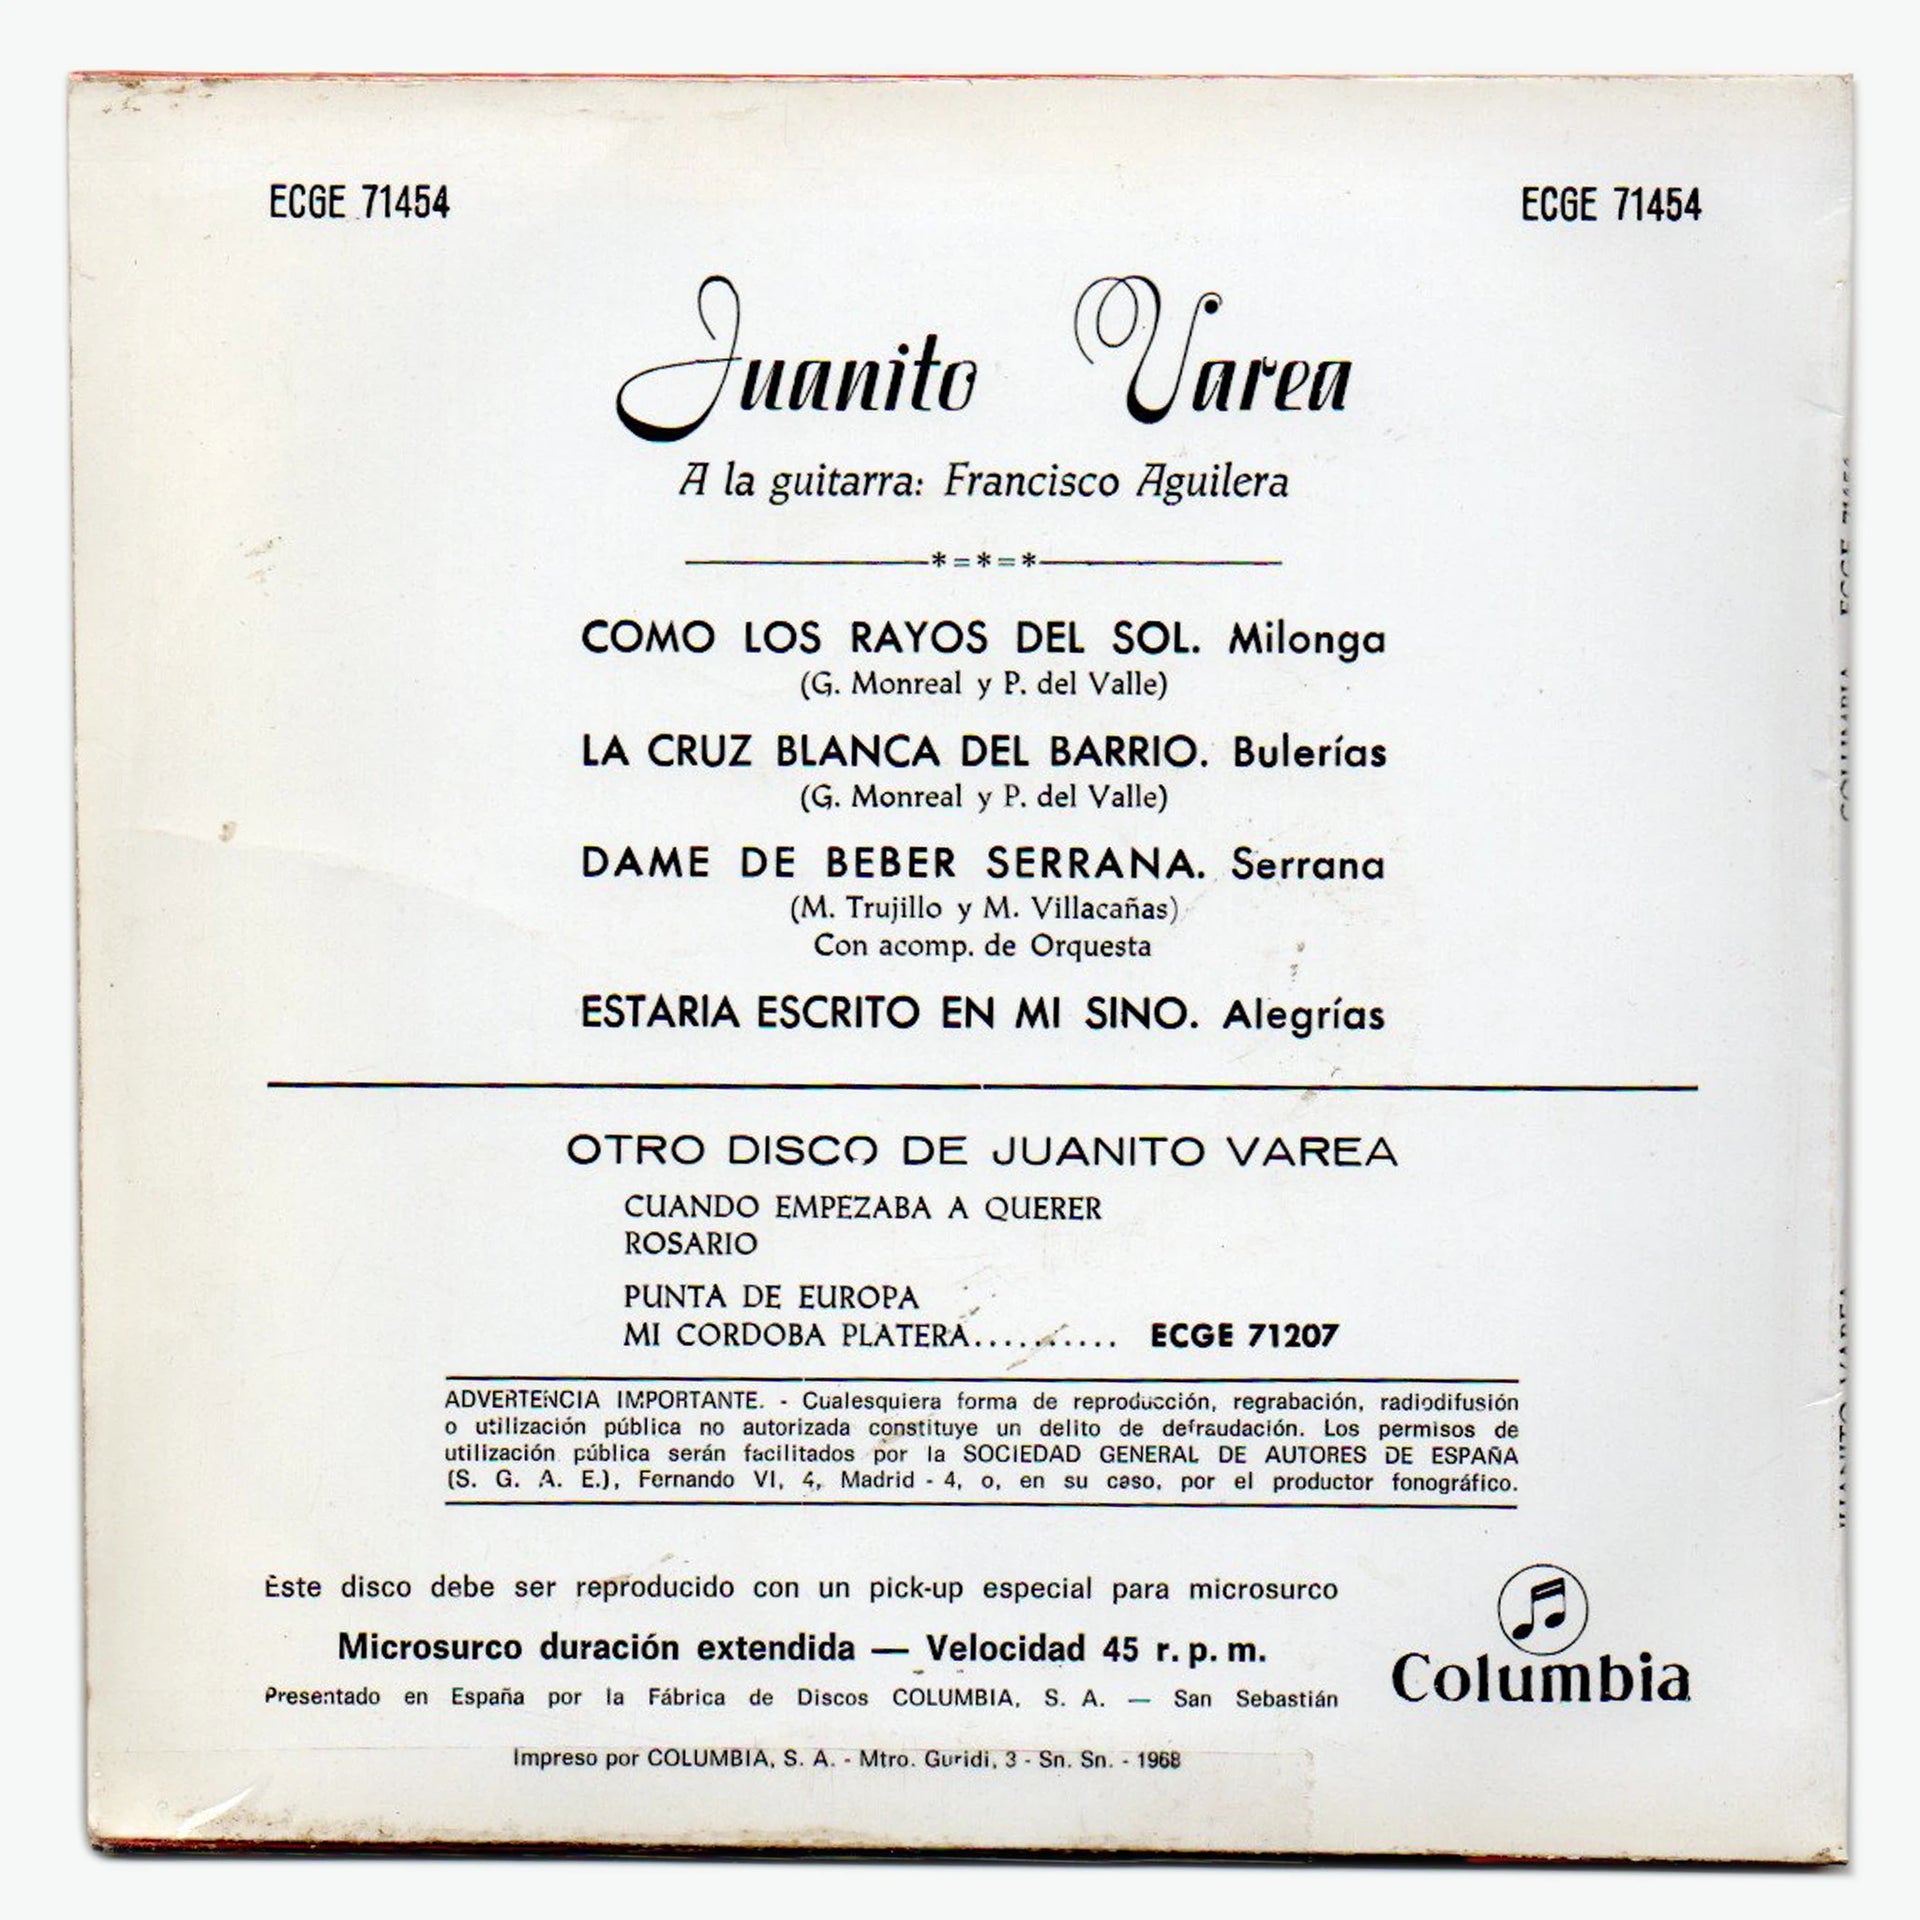 ECGE 71454 ECGE 71454
Juanito Varea
A la guitarra: Francisco Aguilera
*=*=*
COMO LOS RAYOS DEL SOL. Milonga
(G. Monreal y P. del Valle)
LA CRUZ BLANCA DEL BARRIO. Bulerías
(G. Monreal y P. del Valle)
DAME DE BEBER SERRANA. Serrana
(M. Trujillo y M. Villacañas)
Con acomp. de Orquesta
ESTARIA ESCRITO EN MI SINO. Alegrías
OTRO DISCO DE JUANITO VAREA
CUANDO EMPEZABA A QUERER
ROSARIO
PUNTA DE EUROPA
MI CORDOBA PLATERA.......... ECGE 71207
ADVERTENCIA IMPORTANTE. - Cualesquiera forma de reproducción, regrabación, radiodifusión
o utilización pública no autorizada constituye un delito de defraudación. Los permisos de
utilización pública serán facilitados por la SOCIEDAD GENERAL DE AUTORES DE ESPAÑA
(S. G. A. E.), Fernando VI, 4, Madrid - 4, o, en su caso, por el productor fonográfico.
Este disco debe ser reproducido con un pick-up especial para microsurco
Microsurco duración extendida — Velocidad 45 r. p. m.
Presentado en España por la Fábrica de Discos COLUMBIA, S. A. — San Sebastián
Columbia
Impreso por COLUMBIA, S. A. - Mtro. Guridi, 3 - Sn. Sn. - 1968
JUANITO VAREA COLUMBIA ECGE 71454